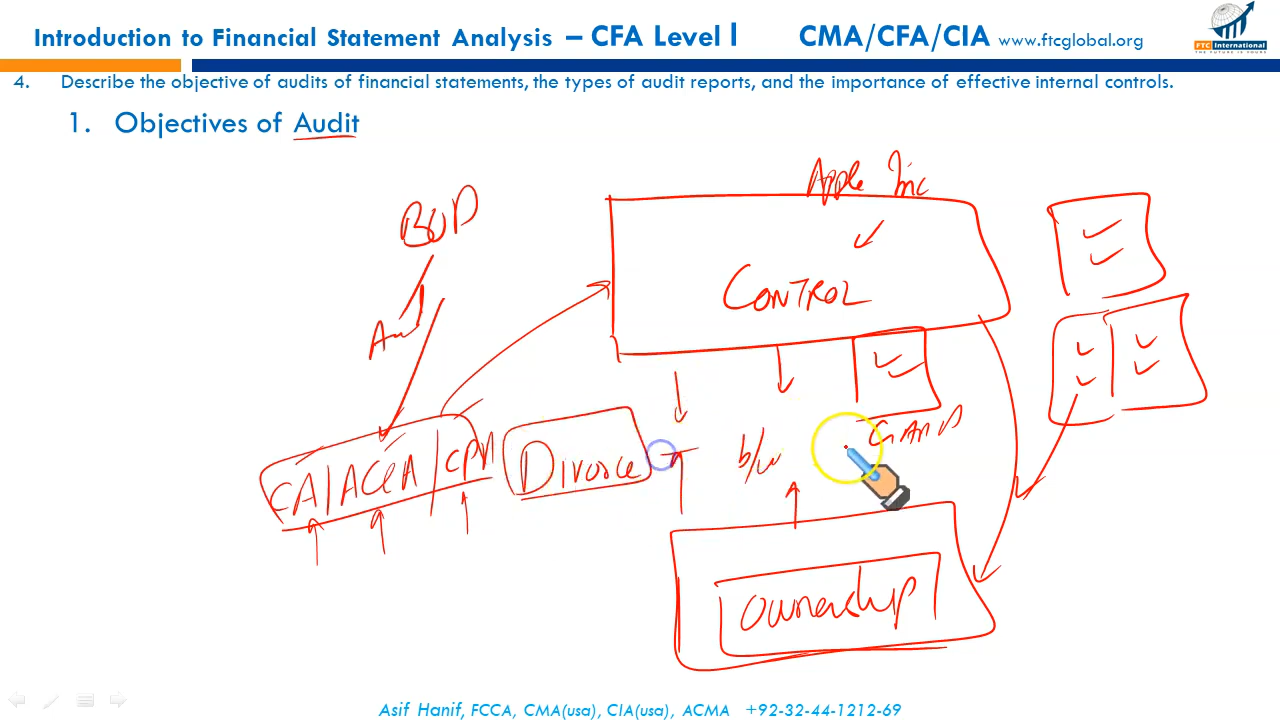 Introduction to Financial Statement Analysis – CFA Level I CMA/CFA/CIA www.ftcglobal.org
FTC International
4. Describe the objective of audits of financial statements, the types of audit reports, and the importance of effective internal controls.
1. Objectives of Audit
Apple Inc
BOD
CONTROL
CA/ACCA/CPA Divorce b/w
ownership
Asif Hanif, FCCA, CMA(usa), CIA(usa), ACMA +92-32-44-1212-69